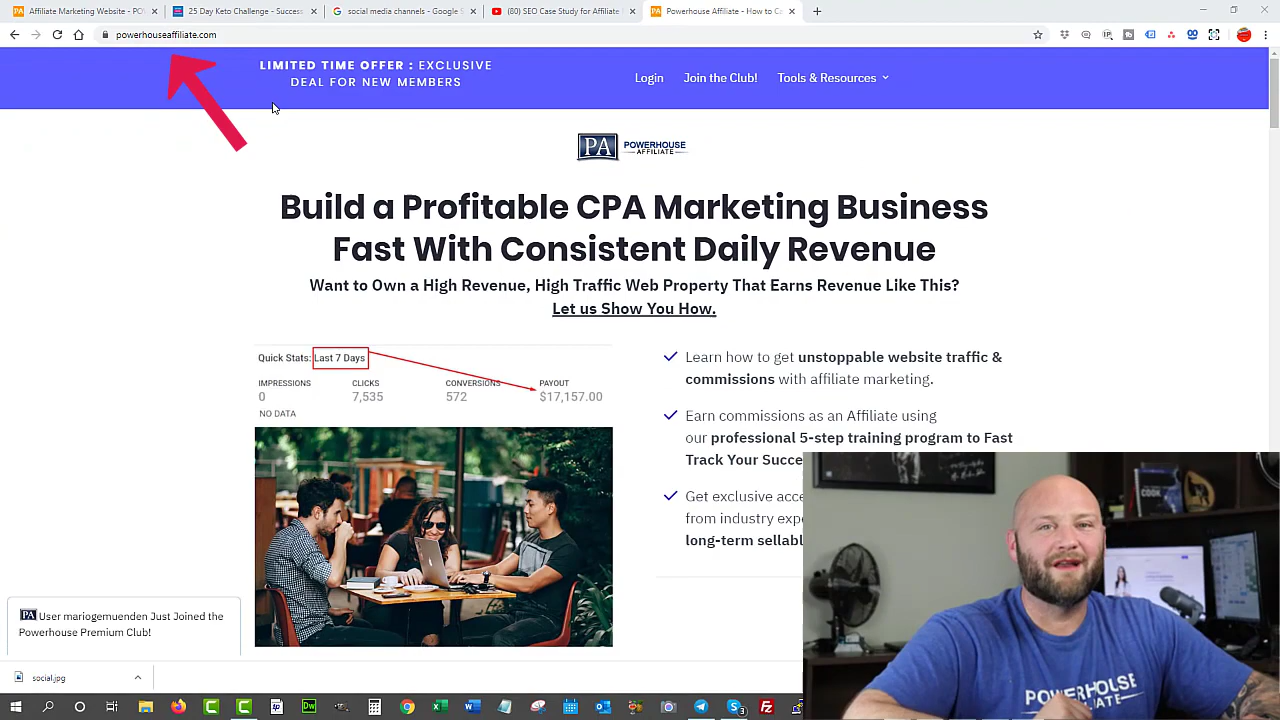 Affiliate Marketing Website - PO
25 Day Keto Challenge - Success
social media channels - Google S
(80) SEO Case Study for Affiliate
Powerhouse Affiliate - How to Ca
powerhouseaffiliate.com
LIMITED TIME OFFER : EXCLUSIVE
DEAL FOR NEW MEMBERS
Login
Join the Club!
Tools & Resources
PA POWERHOUSE
AFFILIATE
Build a Profitable CPA Marketing Business
Fast With Consistent Daily Revenue
Want to Own a High Revenue, High Traffic Web Property That Earns Revenue Like This?
Let us Show You How.
Quick Stats: Last 7 Days
IMPRESSIONS CLICKS CONVERSIONS PAYOUT
0 7,535 572 $17,157.00
NO DATA
Learn how to get unstoppable website traffic &
commissions with affiliate marketing.
Earn commissions as an Affiliate using
our professional 5-step training program to Fast
Track Your Succe
Get exclusive acce
from industry expe
long-term sellabl
COOK
POWERHOUSE
AFFILIATE
PA User mariogemuenden Just Joined the
Powerhouse Premium Club!
social.jpg